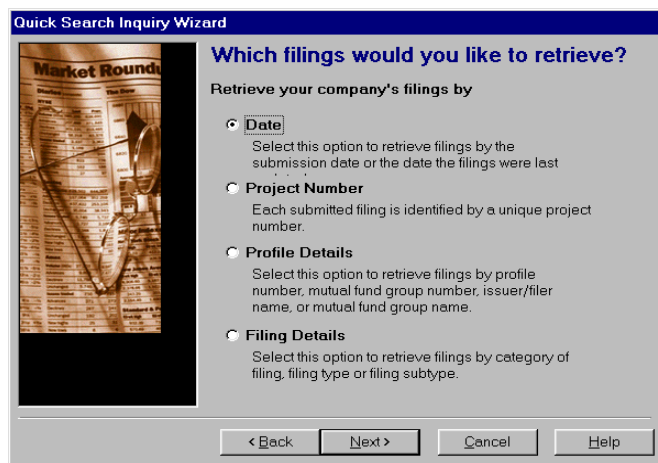 Quick Search Inquiry Wizard
Market Roundu
The Dow
Which filings would you like to retrieve?
Retrieve your company's filings by
Date
Select this option to retrieve filings by the
submission date or the date the filings were last
Project Number
Each submitted filing is identified by a unique project
number.
Profile Details
Select this option to retrieve filings by profile
number, mutual fund group number, issuer/filer
name, or mutual fund group name.
Filing Details
Select this option to retrieve filings by category of
filing, filing type or filing subtype.
< Back
Next >
Cancel
Help